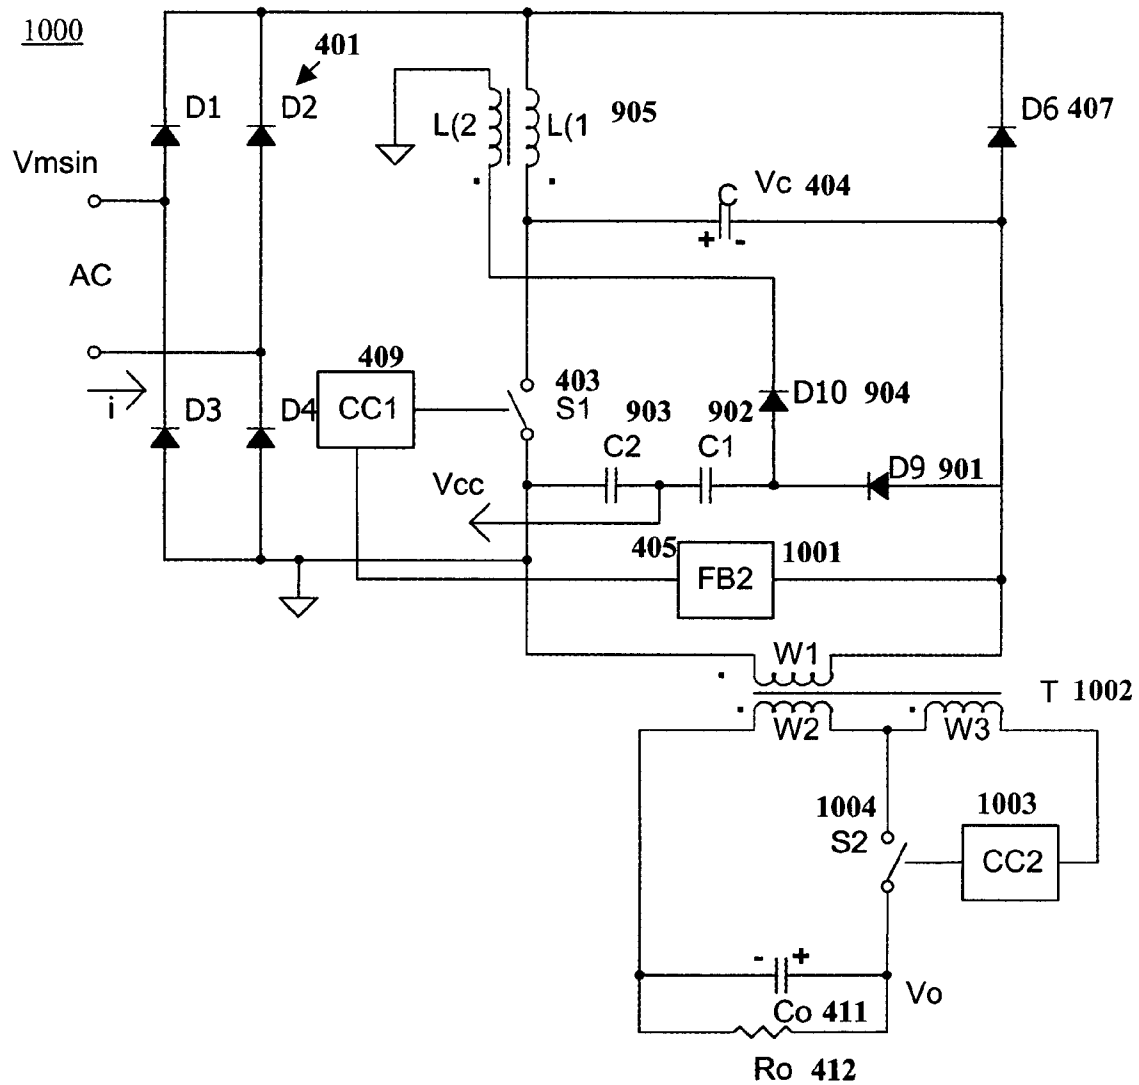 1000
401
D1
D2
L(2
L(1
905
D6 407
Vmsin
Vc 404
C
+ -
AC
409
i
D3
D4
CC1
403
S1
903
902
D10 904
C2
C1
Vcc
D9 901
405
1001
FB2
W1
T 1002
W2
W3
1004
1003
S2
CC2
- +
Vo
Co 411
Ro 412